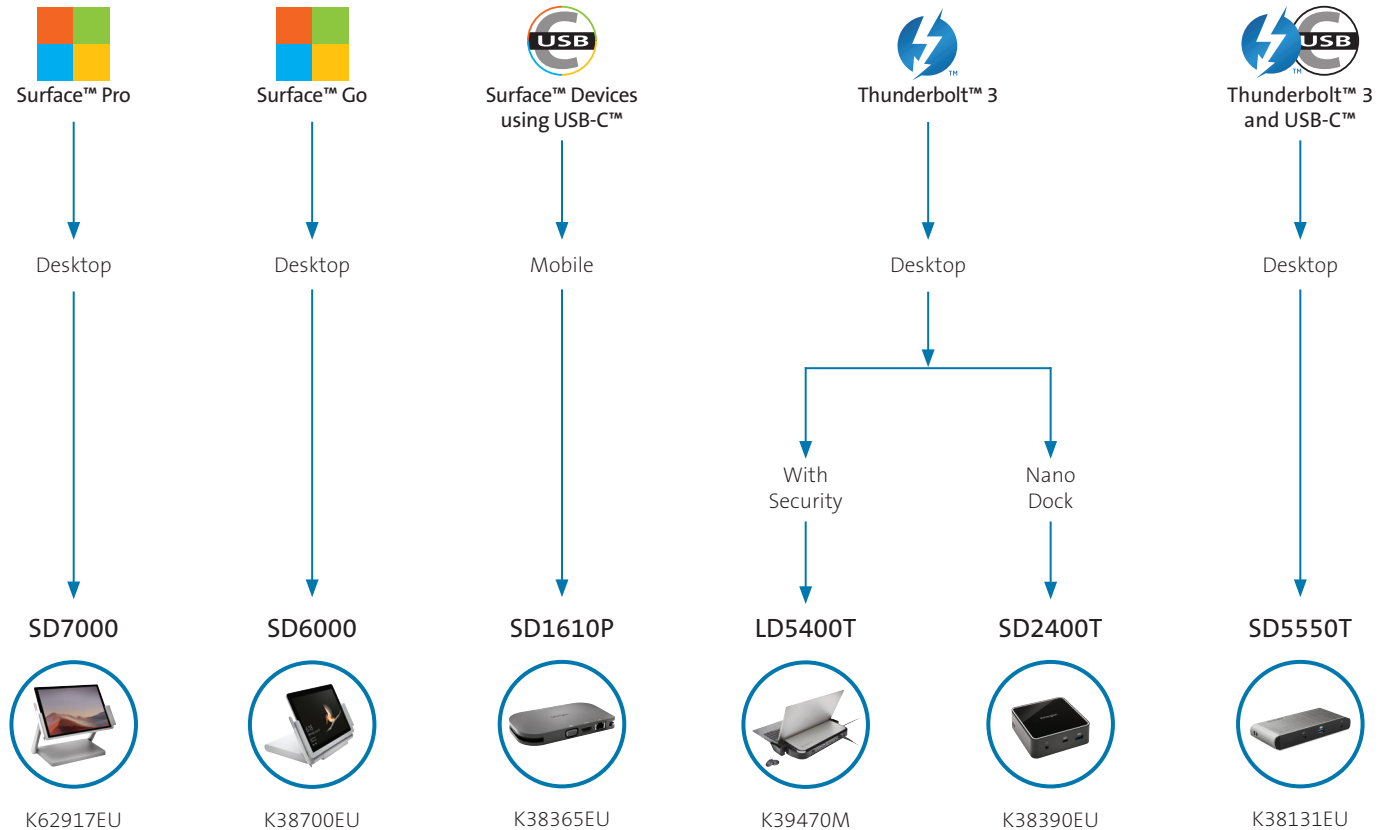 USB
USB
Surface™ Pro
Surface™ Go
Surface™ Devices
using USB-C™
TM
Thunderbolt™ 3
TM
Thunderbolt™ 3
and USB-C™
Desktop
Desktop
Mobile
Desktop
Desktop
With
Security
Nano
Dock
SD7000
SD6000
SD1610P
LD5400T
SD2400T
SD5550T
K62917EU
K38700EU
K38365EU
K39470M
K38390EU
K38131EU